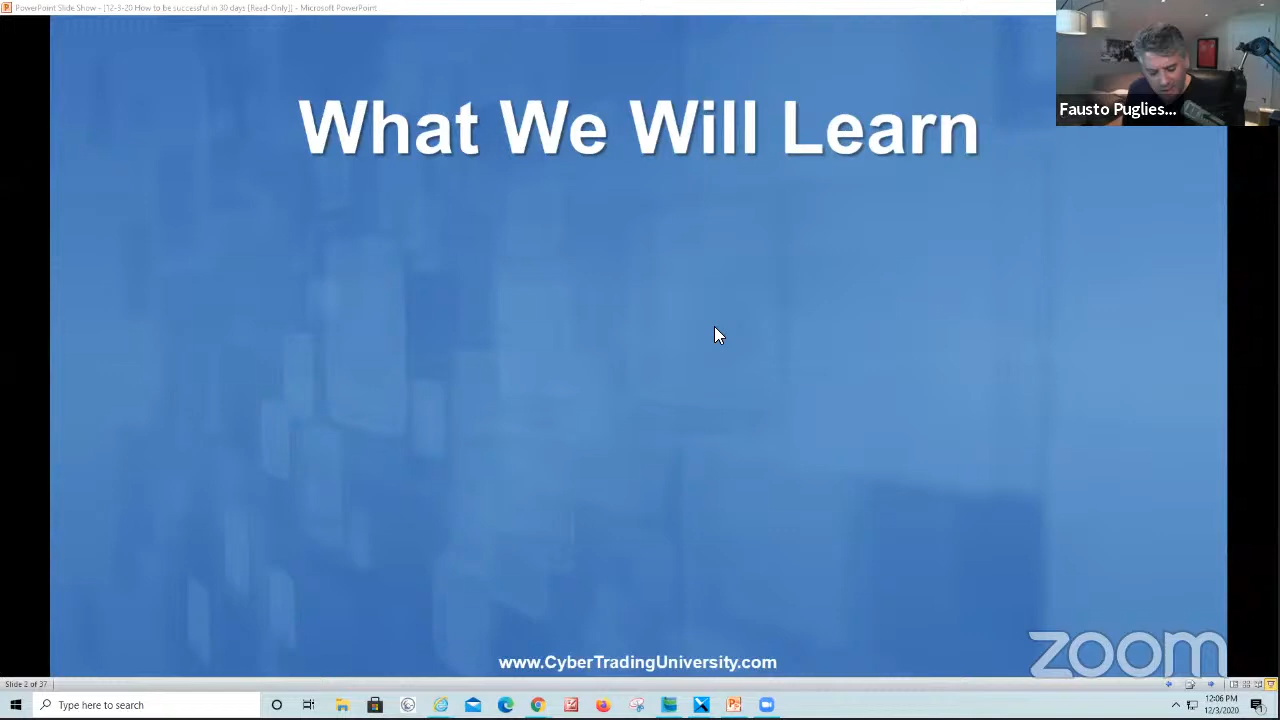 PowerPoint Slide Show - [12-3-20 How to be successful in 30 days [Read-Only]] - Microsoft PowerPoint
Fausto Puglies...
What We Will Learn
www.CyberTradingUniversity.com
zoom
Slide 2 of 37
Type here to search
12:06 PM
12/3/2020